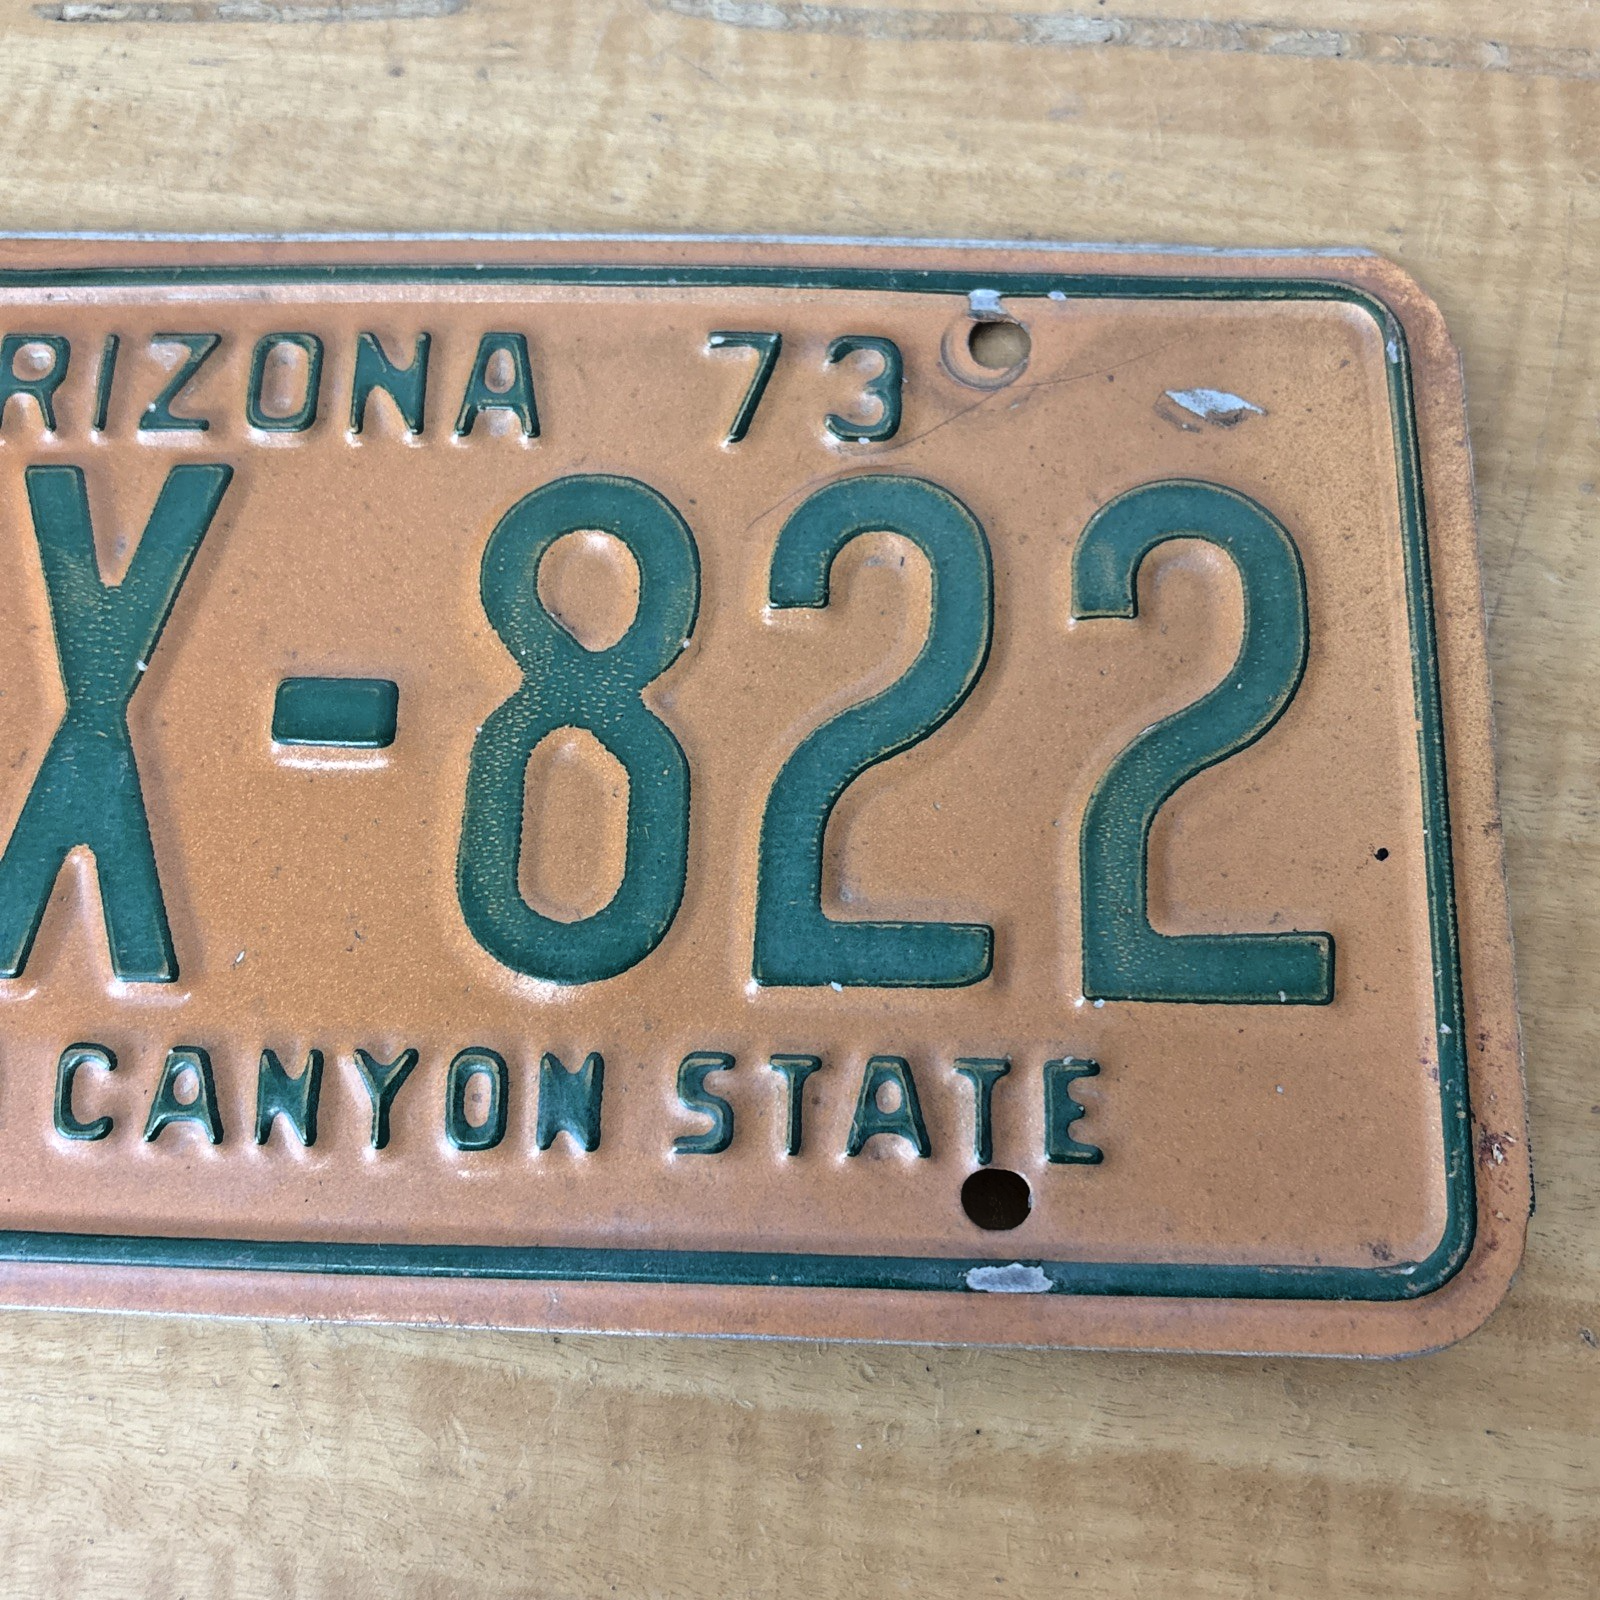 RIZONA 73
X-822
CANYON STATE